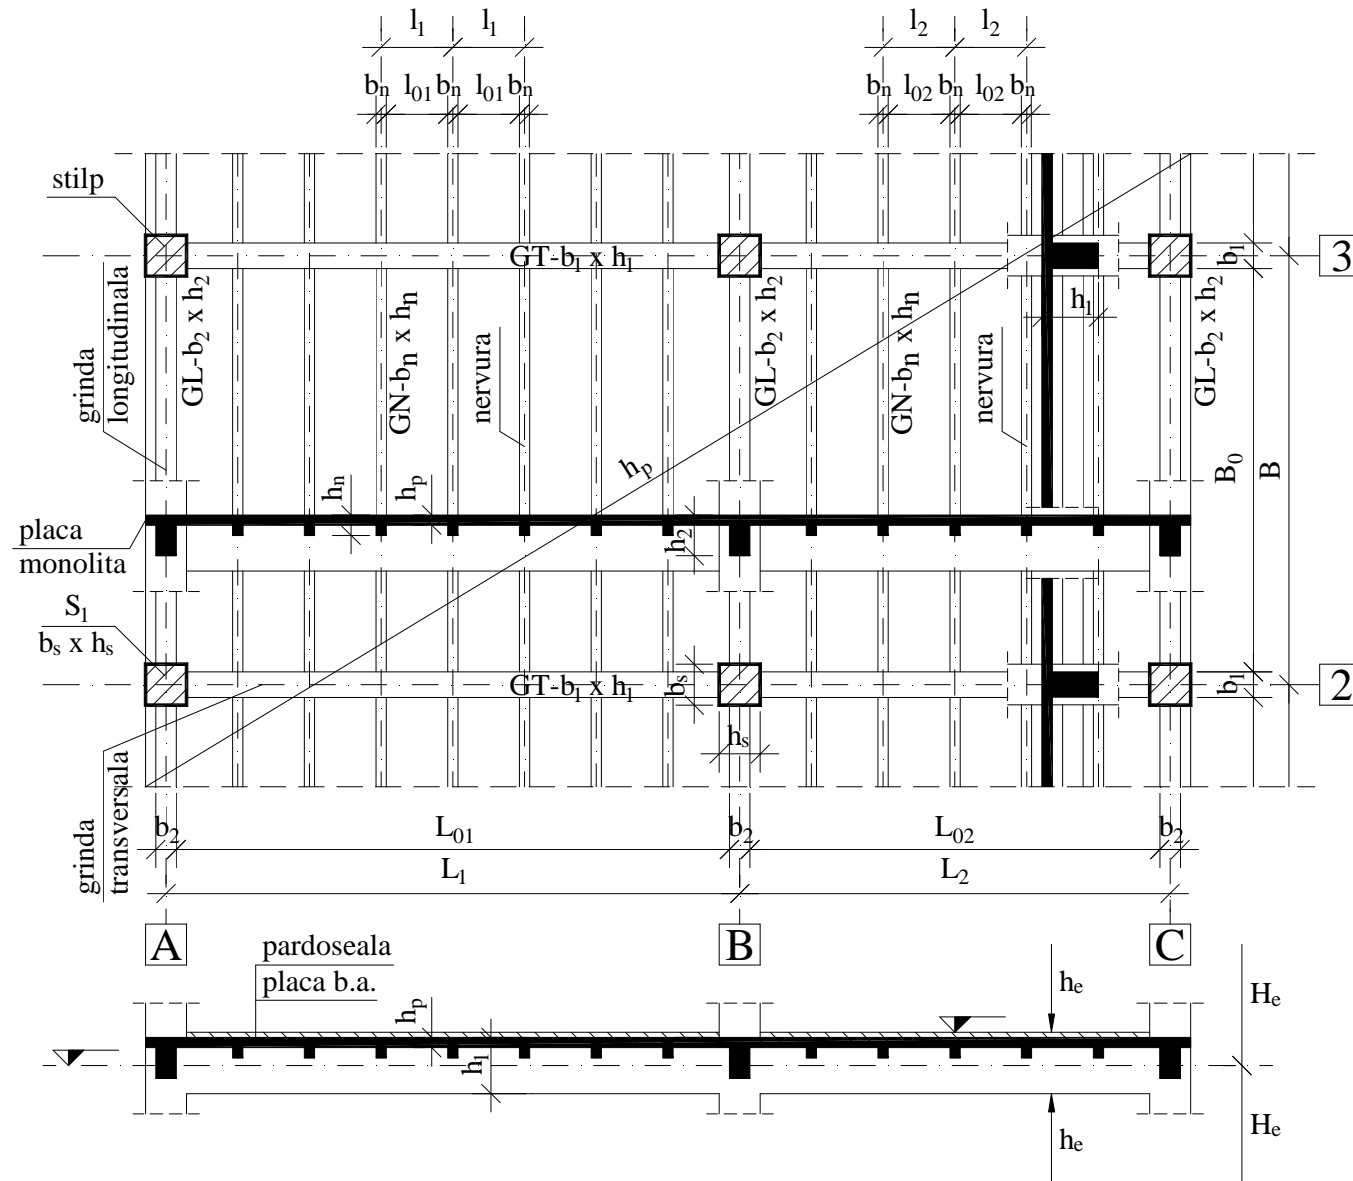 l₁ l₁ l₂ l₂
bₙ l₀₁ bₙ l₀₁ bₙ bₙ l₀₂ bₙ l₀₂ bₙ
stilp
GT-b₁ x h₁
b₁
3
h₁
grinda
longitudinala
GL-b₂ x h₂
GN-bₙ x hₙ
nervura
GL-b₂ x h₂
GN-bₙ x hₙ
nervura
GL-b₂ x h₂
hₚ
B₀
B
hₙ
hₚ
h₂
placa
monolita
S₁
bₛ x hₛ
GT-b₁ x h₁
bₛ
b₁
2
hₛ
grinda
transversala
b₂ L₀₁ b₂ L₀₂ b₂
L₁ L₂
A B C
pardoseala
placa b.a.
hₚ
h₁
hₑ
Hₑ
hₑ
Hₑ